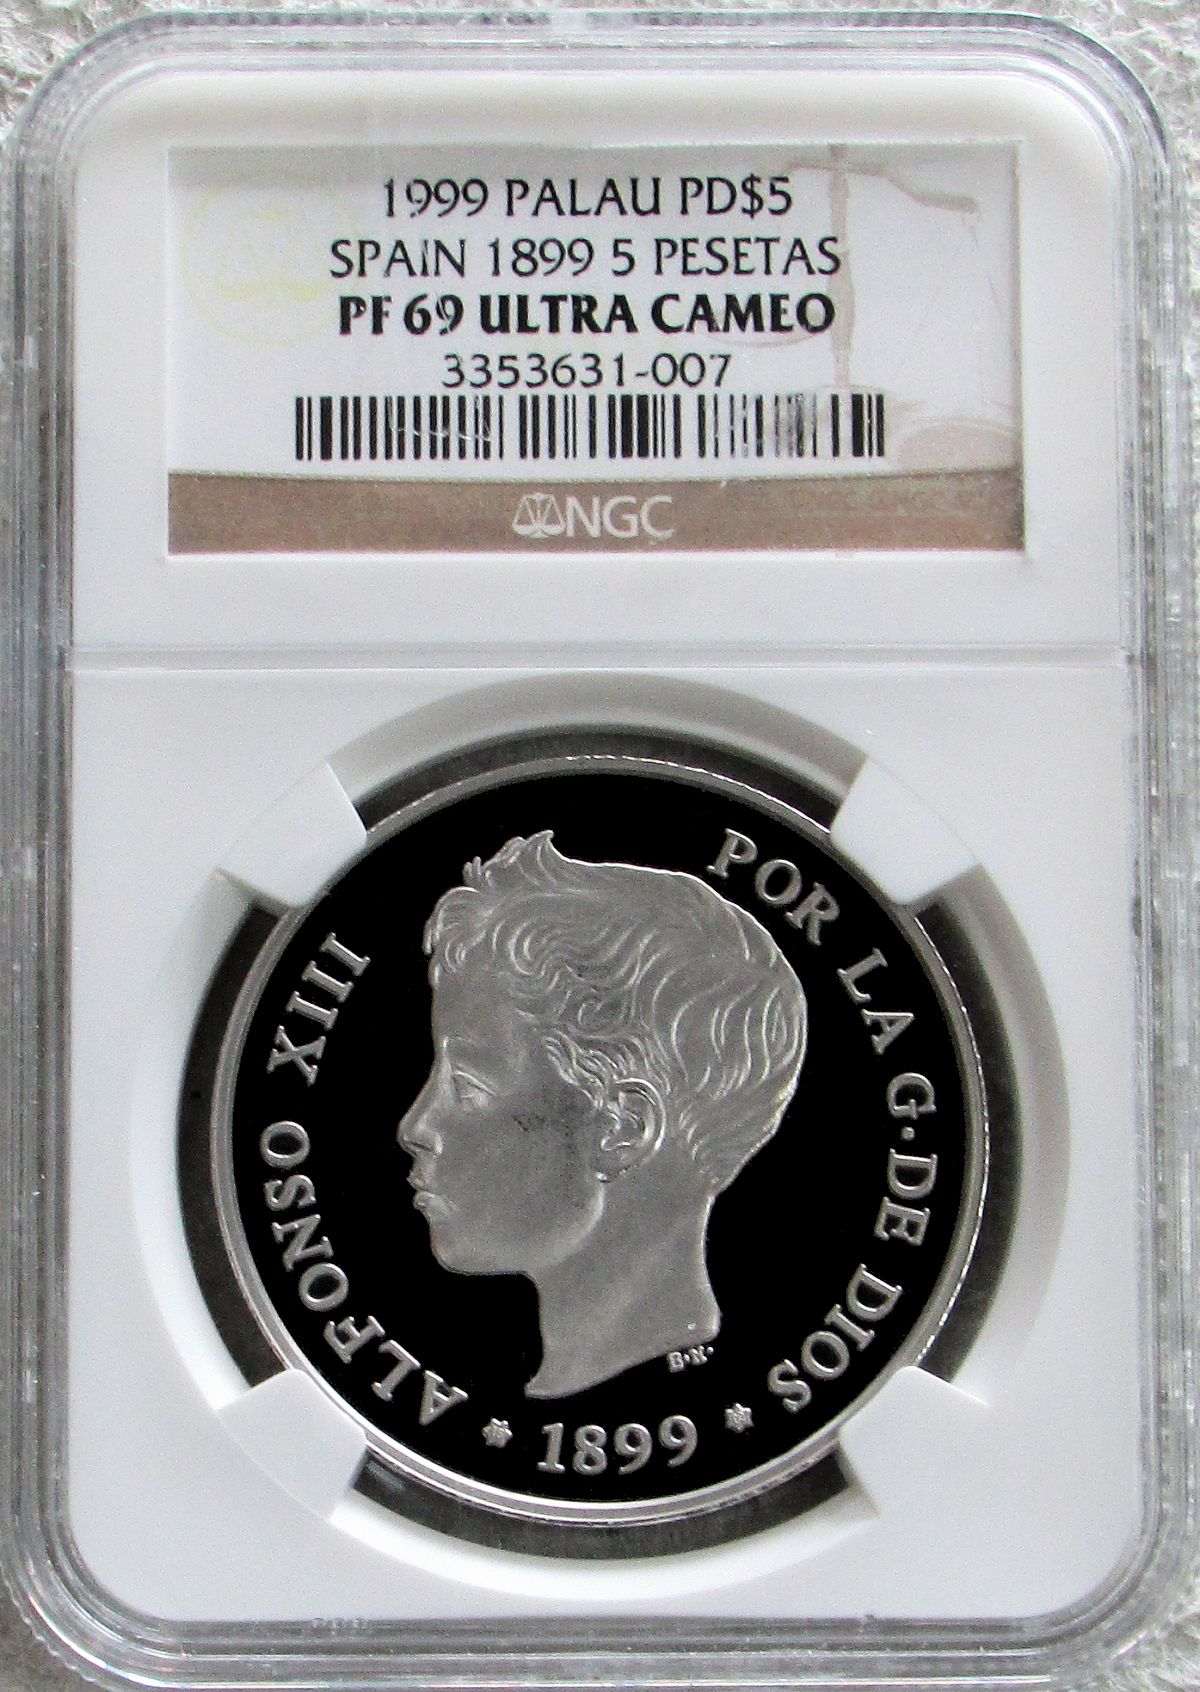 1999 PALAU PD$5
SPAIN 1899 5 PESETAS
PF 69 ULTRA CAMEO
3353631-007
NGC
ALFONSO XIII POR LA G·DE DIOS
* 1899 *
B·M·